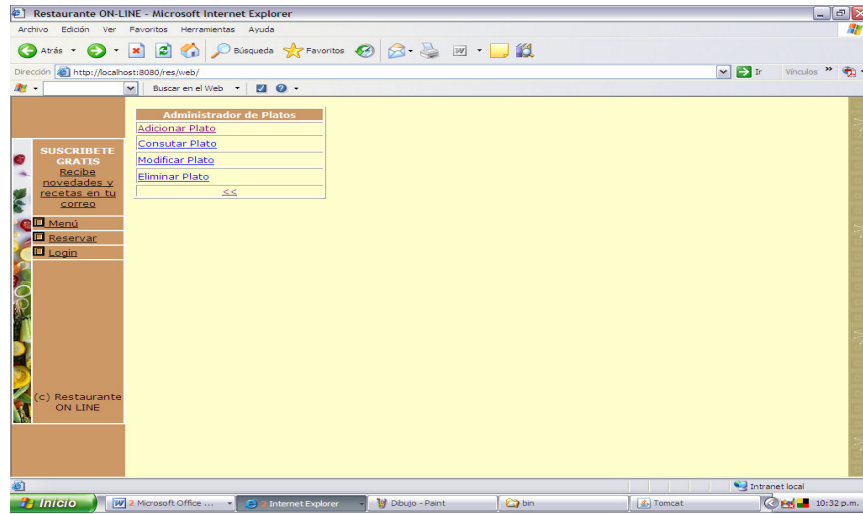 Restaurante ON-LINE - Microsoft Internet Explorer
Archivo Edición Ver Favoritos Herramientas Ayuda
Atrás Búsqueda Favoritos
Dirección http://localhost:8080/res/web/ Ir Vínculos »
Buscar en el Web
Administrador de Platos
Adicionar Plato
Consutar Plato
Modificar Plato
Eliminar Plato
<<
SUSCRIBETE
GRATIS
Recibe
novedades y
recetas en tu
correo
Menú
Reservar
Login
(c) Restaurante
ON LINE
Intranet local
Inicio 2 Microsoft Office ... 2 Internet Explorer Dibujo - Paint bin Tomcat 10:32 p.m.